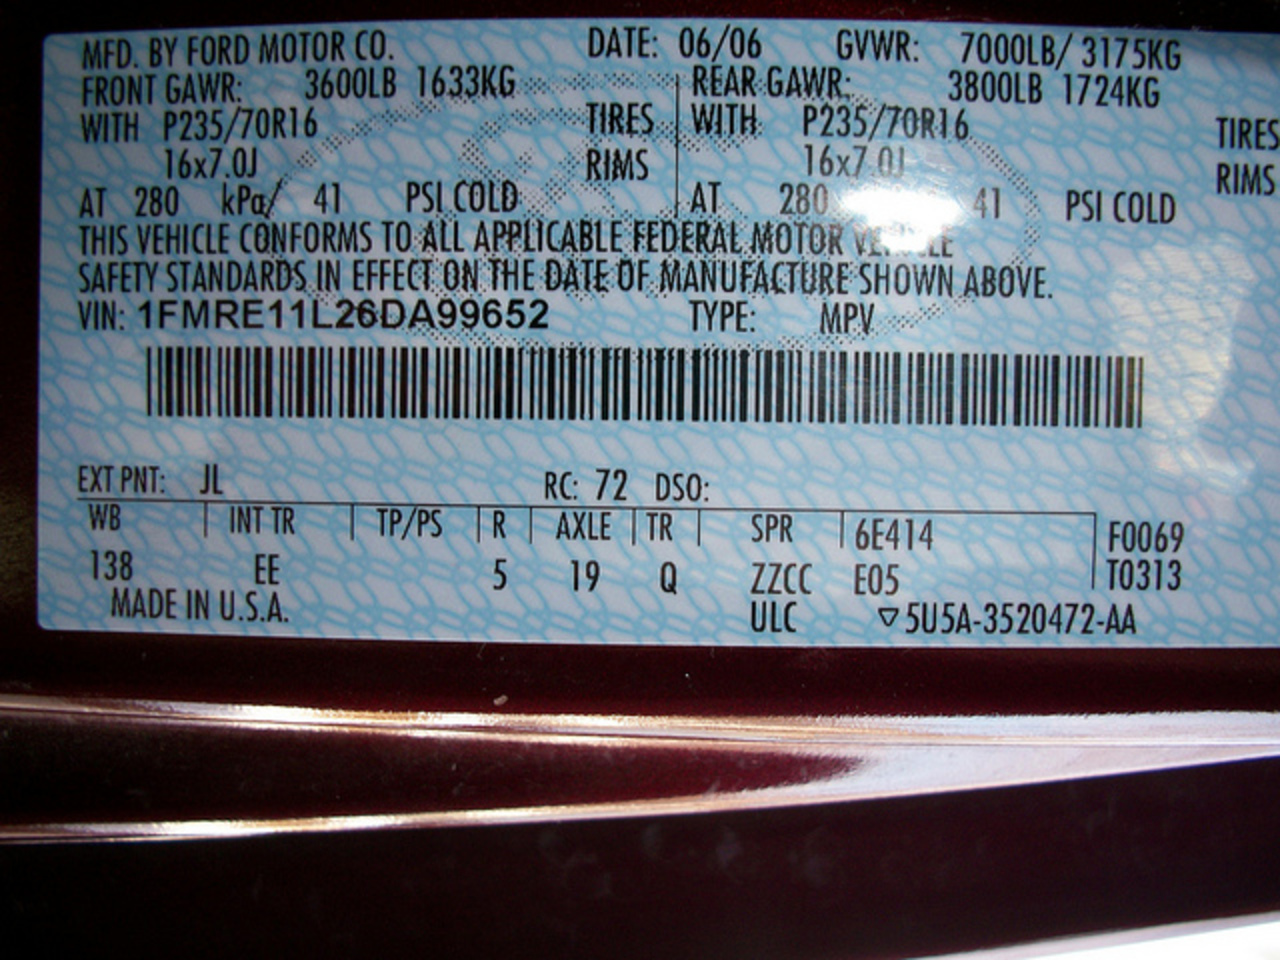 MFD. BY FORD MOTOR CO. DATE: 06/06 GVWR: 7000LB/ 3175KG
FRONT GAWR: 3600LB 1633KG REAR GAWR: 3800LB 1724KG
WITH P235/70R16 TIRES WITH P235/70R16 TIRES
16x7.0J RIMS 16x7.0J RIMS
AT 280 kPa/ 41 PSI COLD AT 280 41 PSI COLD
THIS VEHICLE CONFORMS TO ALL APPLICABLE FEDERAL MOTOR VEHICLE
SAFETY STANDARDS IN EFFECT ON THE DATE OF MANUFACTURE SHOWN ABOVE.
VIN: 1FMRE11L26DA99652 TYPE: MPV
EXT PNT: JL RC: 72 DSO:
WB INT TR TP/PS R AXLE TR SPR 6E414 F0069
138 EE 5 19 Q ZZCC E05 T0313
MADE IN U.S.A. ULC ▽5U5A-3520472-AA